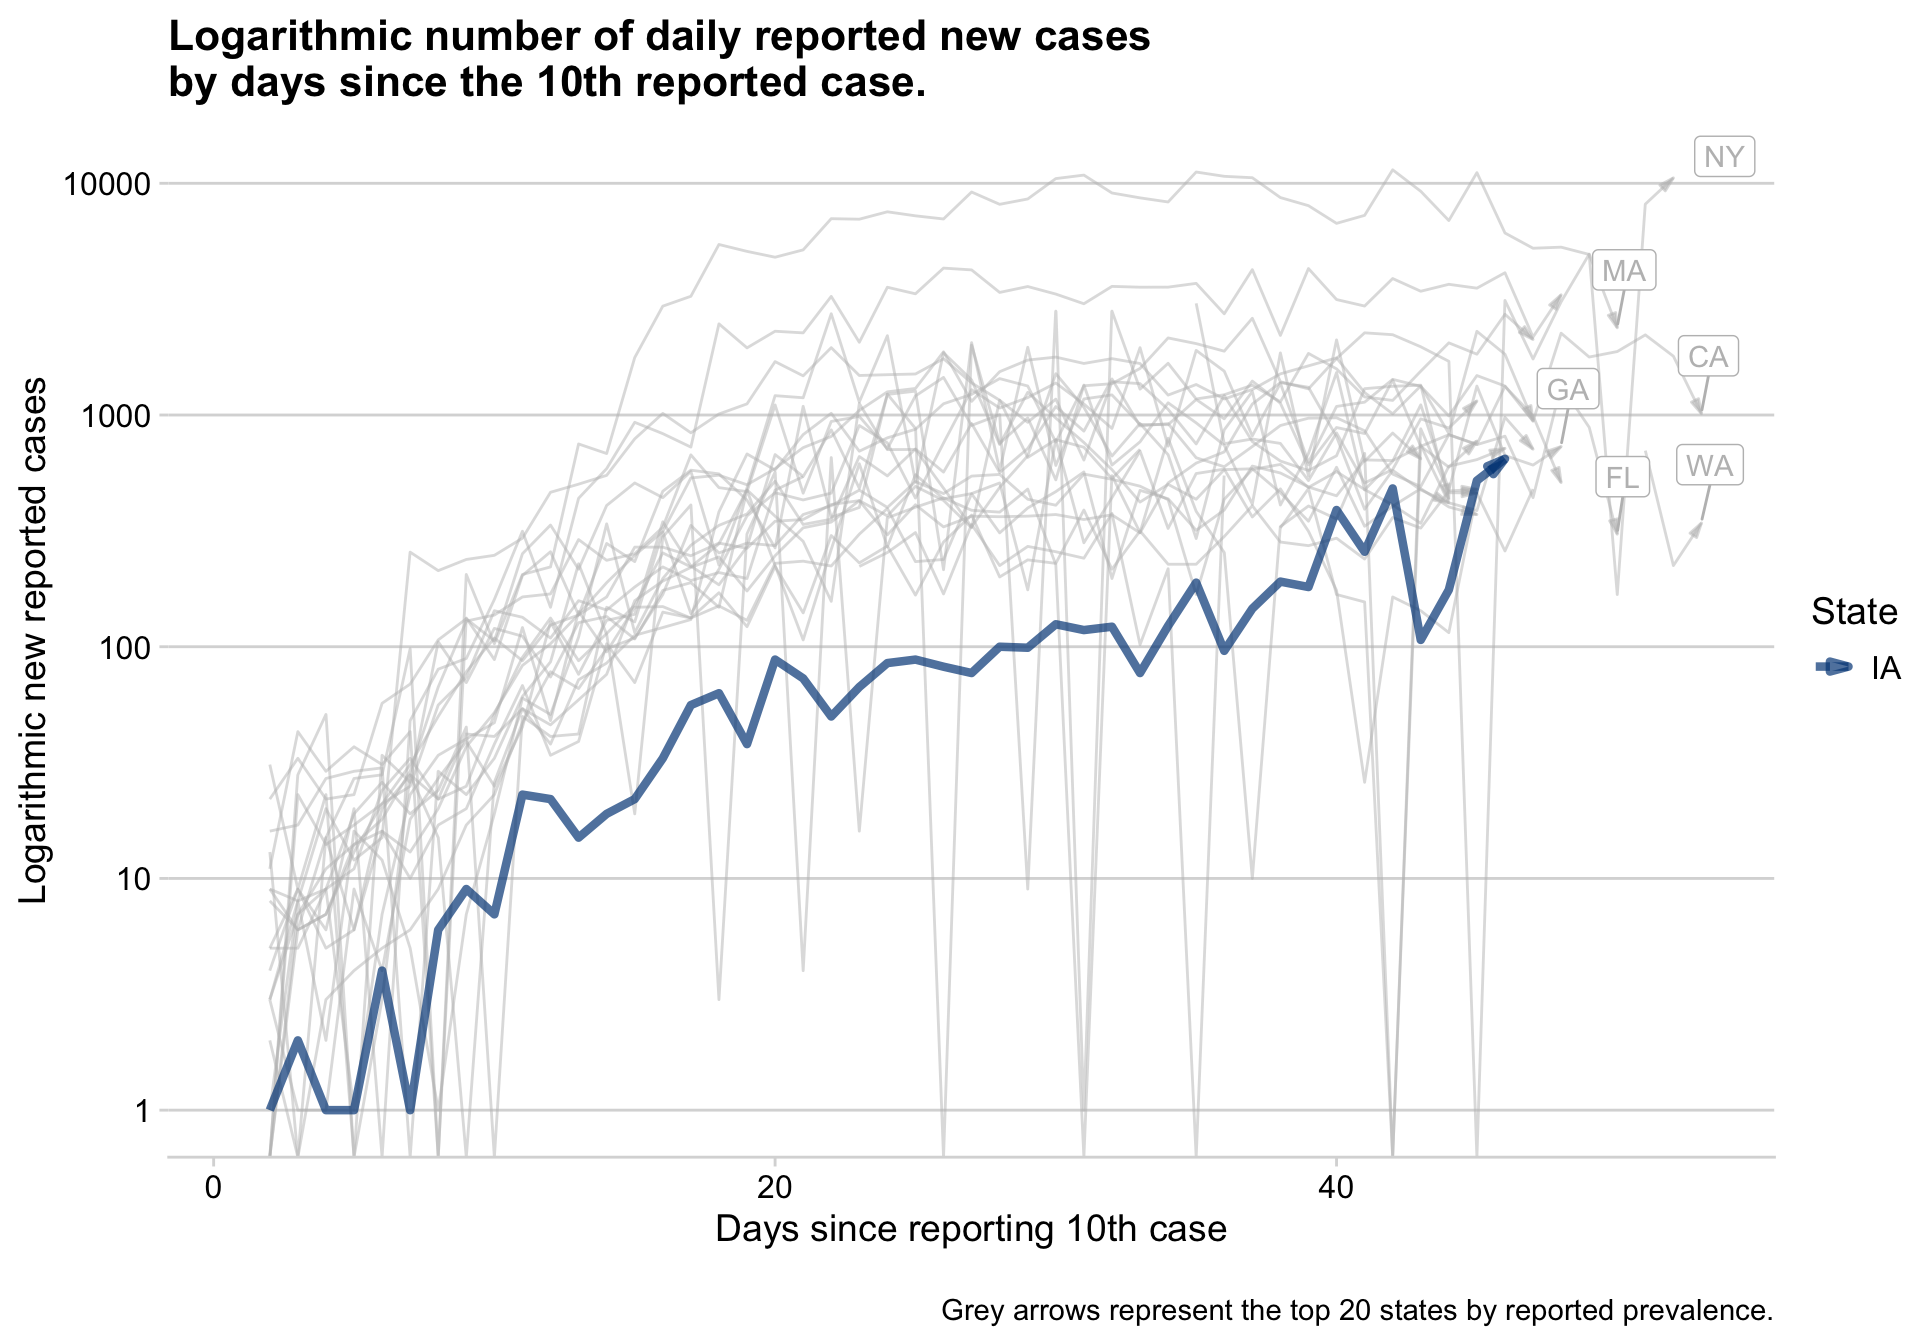 Logarithmic number of daily reported new cases
by days since the 10th reported case.
Logarithmic new reported cases
10000
1000
100
10
1
NY
MA
CA
GA
FL
WA
State
IA
0
20
40
Days since reporting 10th case
Grey arrows represent the top 20 states by reported prevalence.